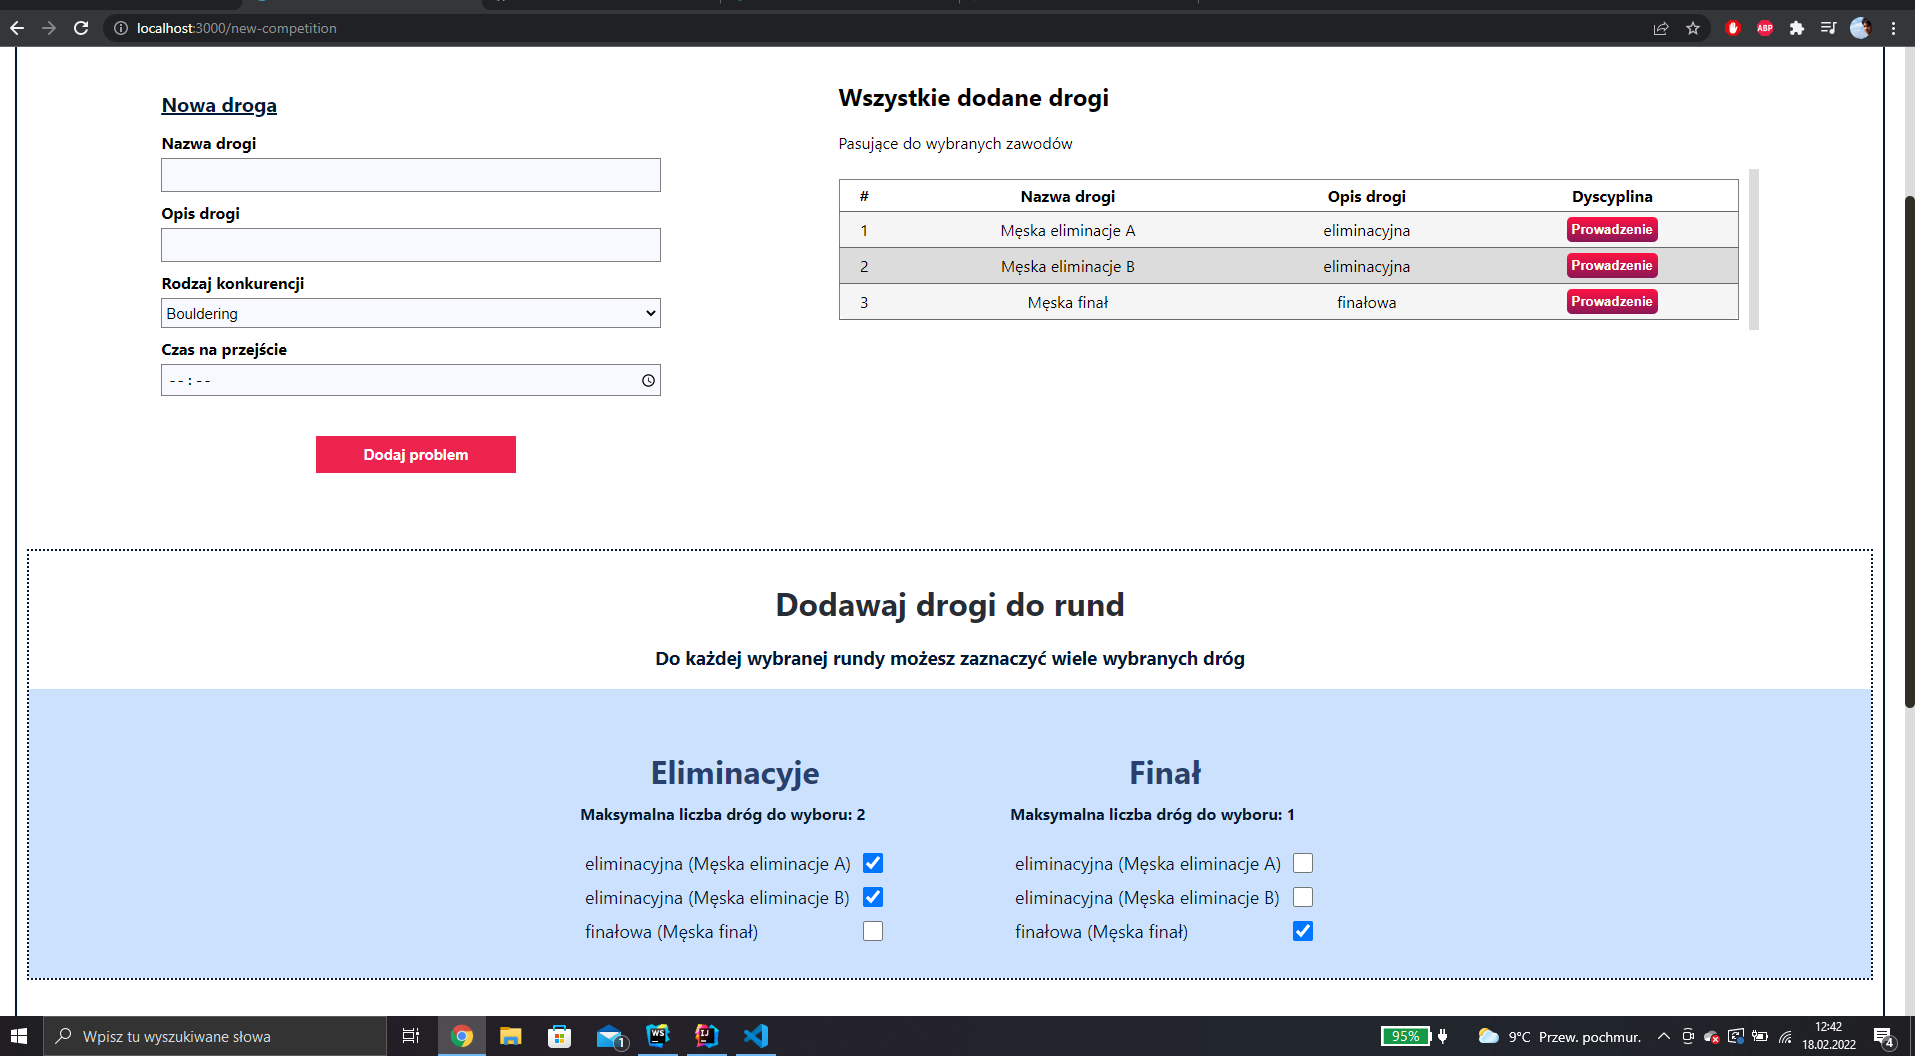 localhost:3000/new-competition
ABP
Nowa droga
Nazwa drogi
Opis drogi
Rodzaj konkurencji
Bouldering
Czas na przejście
--:--
Dodaj problem
Wszystkie dodane drogi
Pasujące do wybranych zawodów
# Nazwa drogi Opis drogi Dyscyplina
1 Męska eliminacje A eliminacyjna Prowadzenie
2 Męska eliminacje B eliminacyjna Prowadzenie
3 Męska finał finałowa Prowadzenie
Dodawaj drogi do rund
Do każdej wybranej rundy możesz zaznaczyć wiele wybranych dróg
Eliminacyje
Maksymalna liczba dróg do wyboru: 2
eliminacyjna (Męska eliminacje A)
eliminacyjna (Męska eliminacje B)
finałowa (Męska finał)
Finał
Maksymalna liczba dróg do wyboru: 1
eliminacyjna (Męska eliminacje A)
eliminacyjna (Męska eliminacje B)
finałowa (Męska finał)
Wpisz tu wyszukiwane słowa
1
WS
IJ
95%
9°C Przew. pochmur.
12:42
18.02.2022
4